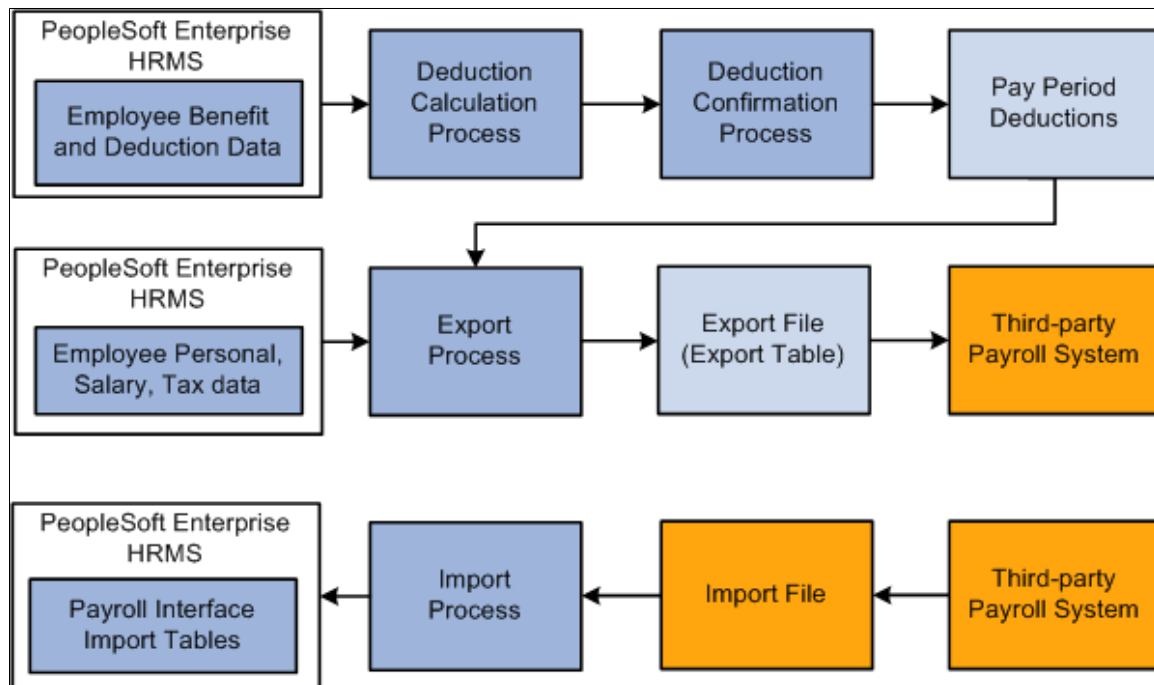 PeopleSoft Enterprise
HRMS
Employee Benefit
and Deduction Data
Deduction
Calculation
Process
Deduction
Confirmation
Process
Pay Period
Deductions
PeopleSoft Enterprise
HRMS
Employee Personal,
Salary, Tax data
Export
Process
Export File
(Export Table)
Third-party
Payroll System
PeopleSoft Enterprise
HRMS
Payroll Interface
Import Tables
Import
Process
Import File
Third-party
Payroll System